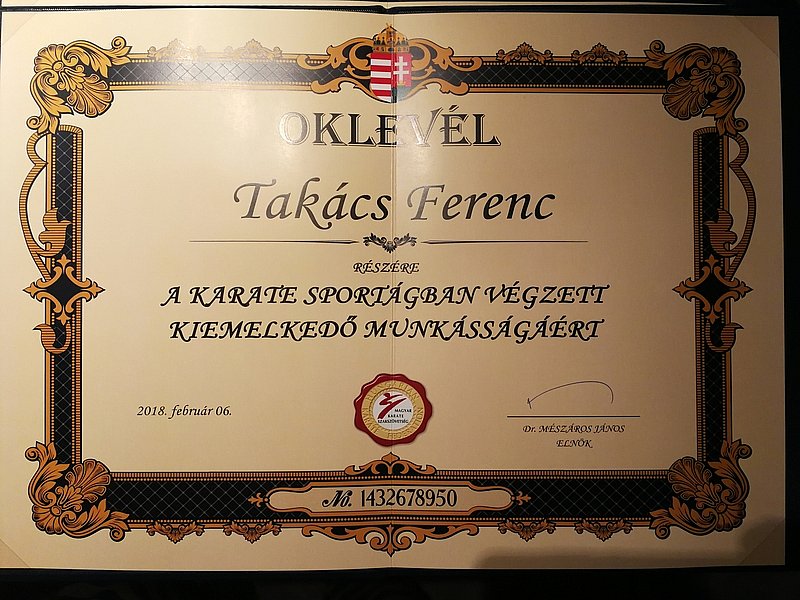 OKLEVÉL
Takács Ferenc
RÉSZÉRE
A KARATE SPORTÁGBAN VÉGZETT
KIEMELKEDŐ MUNKÁSSÁGÁÉRT
2018. február 06.
MAGYAR
KARATE
SZAKSZÖVETSÉG
Dr. MÉSZÁROS JÁNOS
ELNÖK
№. 1432678950